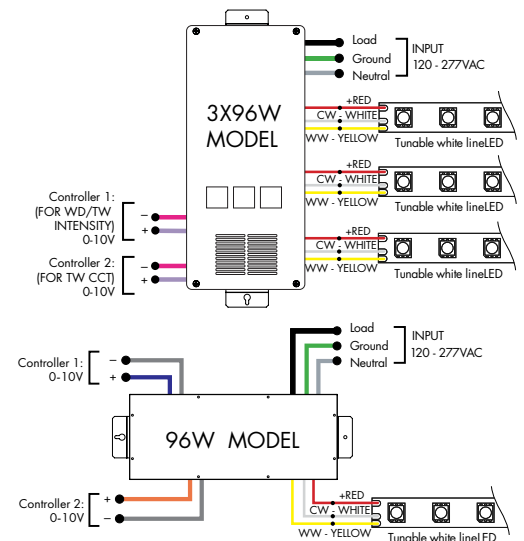 Load
Ground
Neutral
INPUT
120 - 277VAC
3X96W
MODEL
+RED
CW - WHITE
WW - YELLOW
Tunable white lineLED
+RED
CW - WHITE
WW - YELLOW
Tunable white lineLED
+RED
CW - WHITE
WW - YELLOW
Tunable white lineLED
Controller 1:
(FOR WD/TW
INTENSITY)
0-10V
–
+
Controller 2:
(FOR TW CCT)
0-10V
–
+
Load
Ground
Neutral
INPUT
120 - 277VAC
Controller 1:
0-10V
–
+
96W MODEL
Controller 2:
0-10V
+
–
+RED
CW - WHITE
WW - YELLOW
Tunable white lineLED